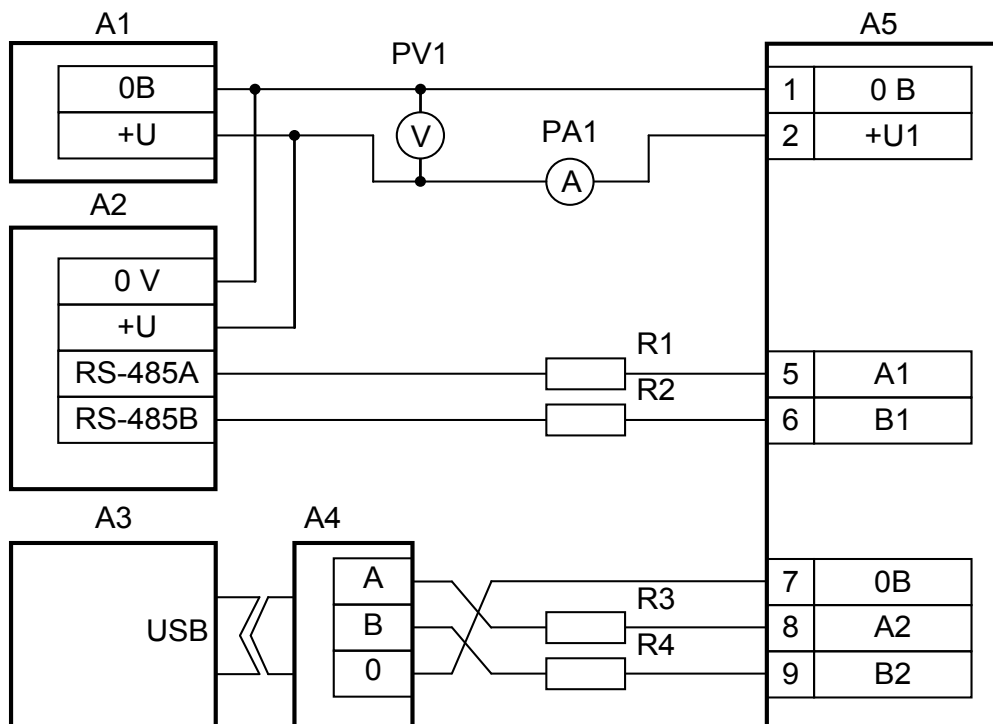 A1
A5
PV1
0В
1
0 В
+U
V
PA1
2
+U1
A
A2
0 V
+U
RS-485A
R1
5
A1
RS-485B
R2
6
B1
A3
A4
A
7
0В
USB
B
R3
8
A2
0
R4
9
B2